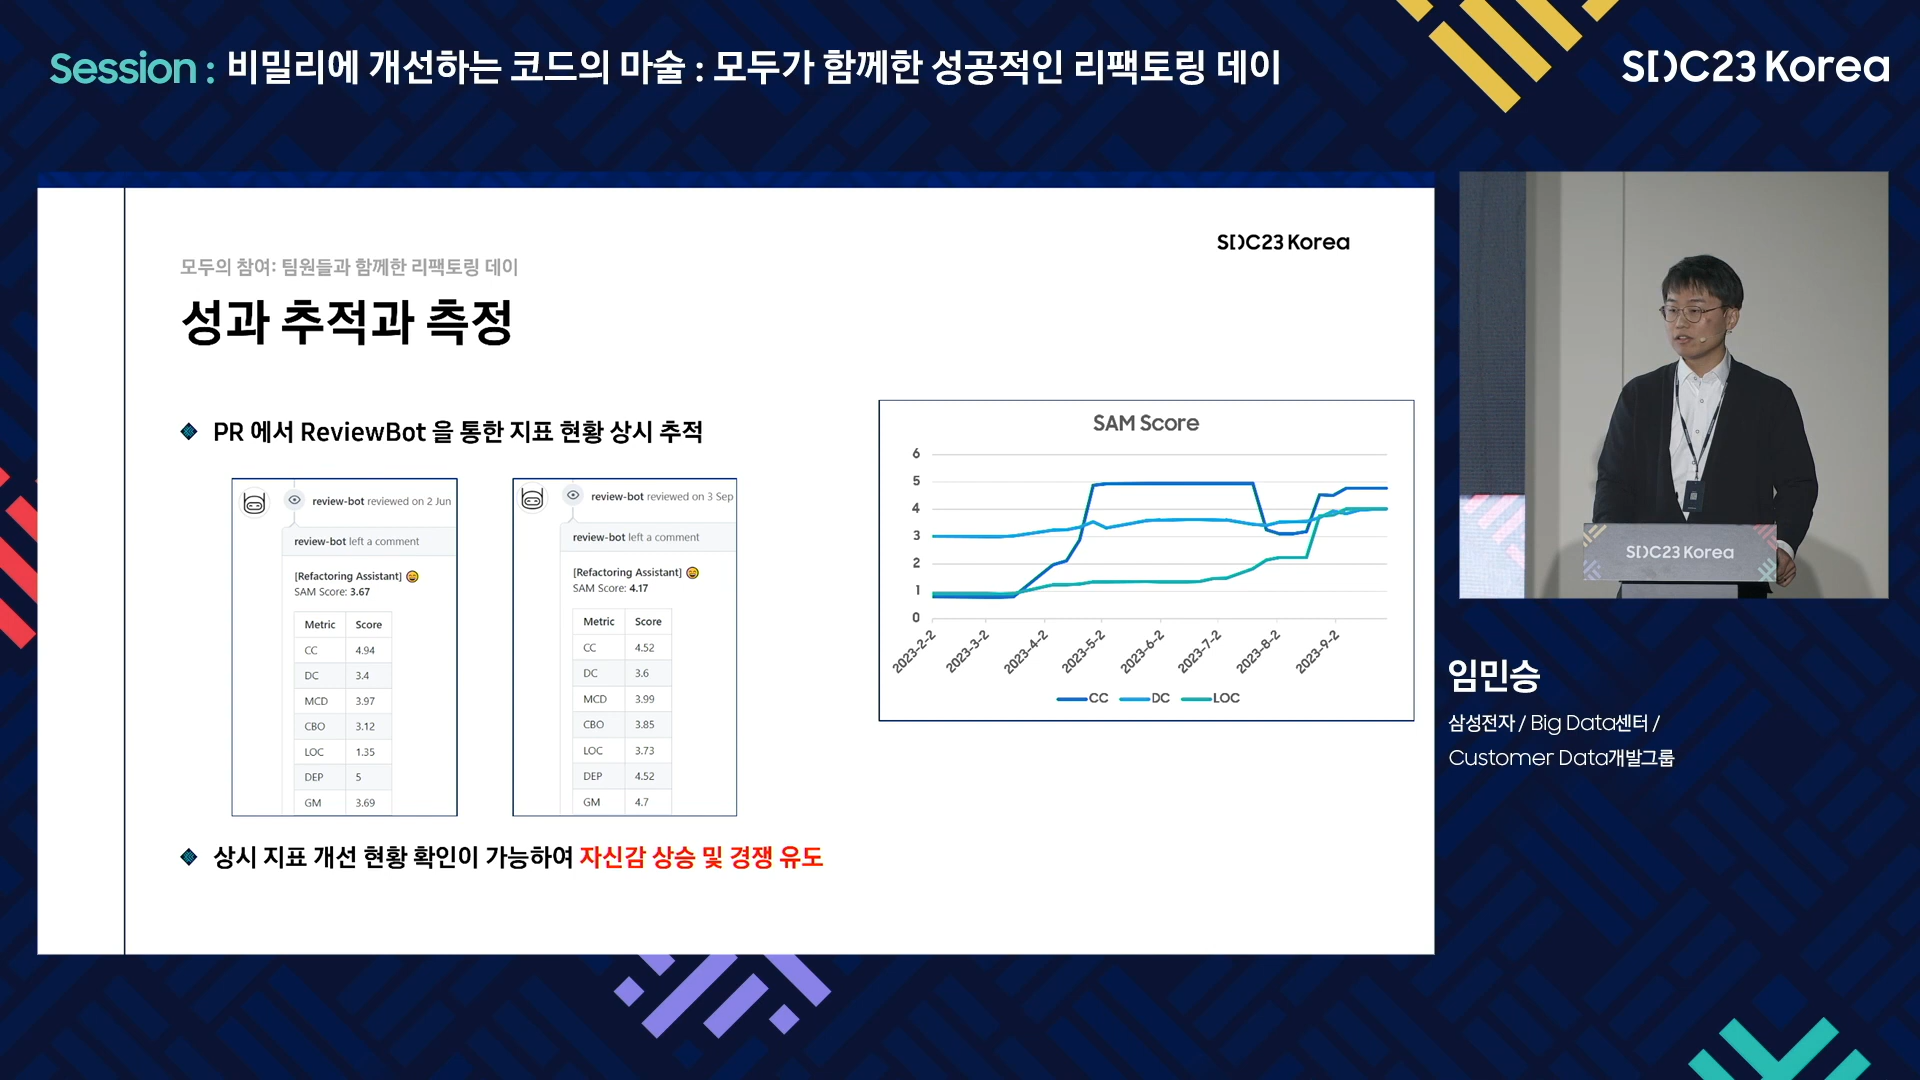 Session : 비밀리에 개선하는 코드의 마술 : 모두가 함께한 성공적인 리팩토링 데이
SDC23 Korea
SDC23 Korea
모두의 참여: 팀원들과 함께한 리팩토링 데이
성과 추적과 측정
PR 에서 ReviewBot 을 통한 지표 현황 상시 추적
review-bot reviewed on 2 Jun
review-bot left a comment
[Refactoring Assistant] 😄
SAM Score: 3.67
Metric Score
CC 4.94
DC 3.4
MCD 3.97
CBO 3.12
LOC 1.35
DEP 5
GM 3.69
review-bot reviewed on 3 Sep
review-bot left a comment
[Refactoring Assistant] 😄
SAM Score: 4.17
Metric Score
CC 4.52
DC 3.6
MCD 3.99
CBO 3.85
LOC 3.73
DEP 4.52
GM 4.7
상시 지표 개선 현황 확인이 가능하여 자신감 상승 및 경쟁 유도
SAM Score
6
5
4
3
2
1
0
2023-2-2
2023-3-2
2023-4-2
2023-5-2
2023-6-2
2023-7-2
2023-8-2
2023-9-2
CC DC LOC
SDC23 Korea
임민승
삼성전자 / Big Data센터 /
Customer Data개발그룹